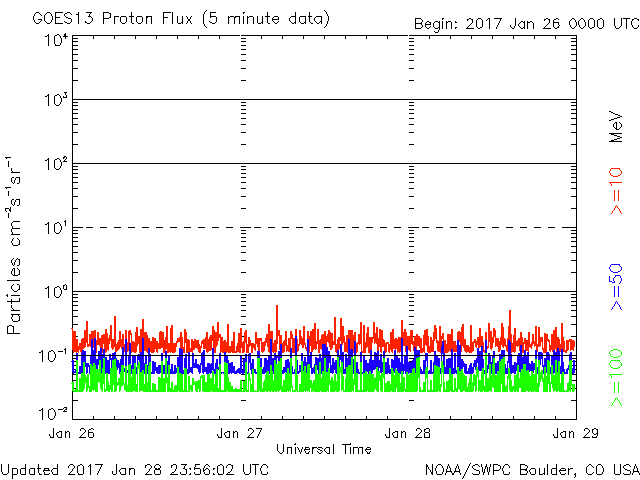 GOES13 Proton Flux (5 minute data)
Begin: 2017 Jan 26 0000 UTC
Particles cm⁻²s⁻¹sr⁻¹
10⁴
10³
10²
10¹
10⁰
10⁻¹
10⁻²
Jan 26
Jan 27
Jan 28
Jan 29
Universal Time
MeV
>=10
>=50
>=100
Updated 2017 Jan 28 23:56:02 UTC
NOAA/SWPC Boulder, CO USA